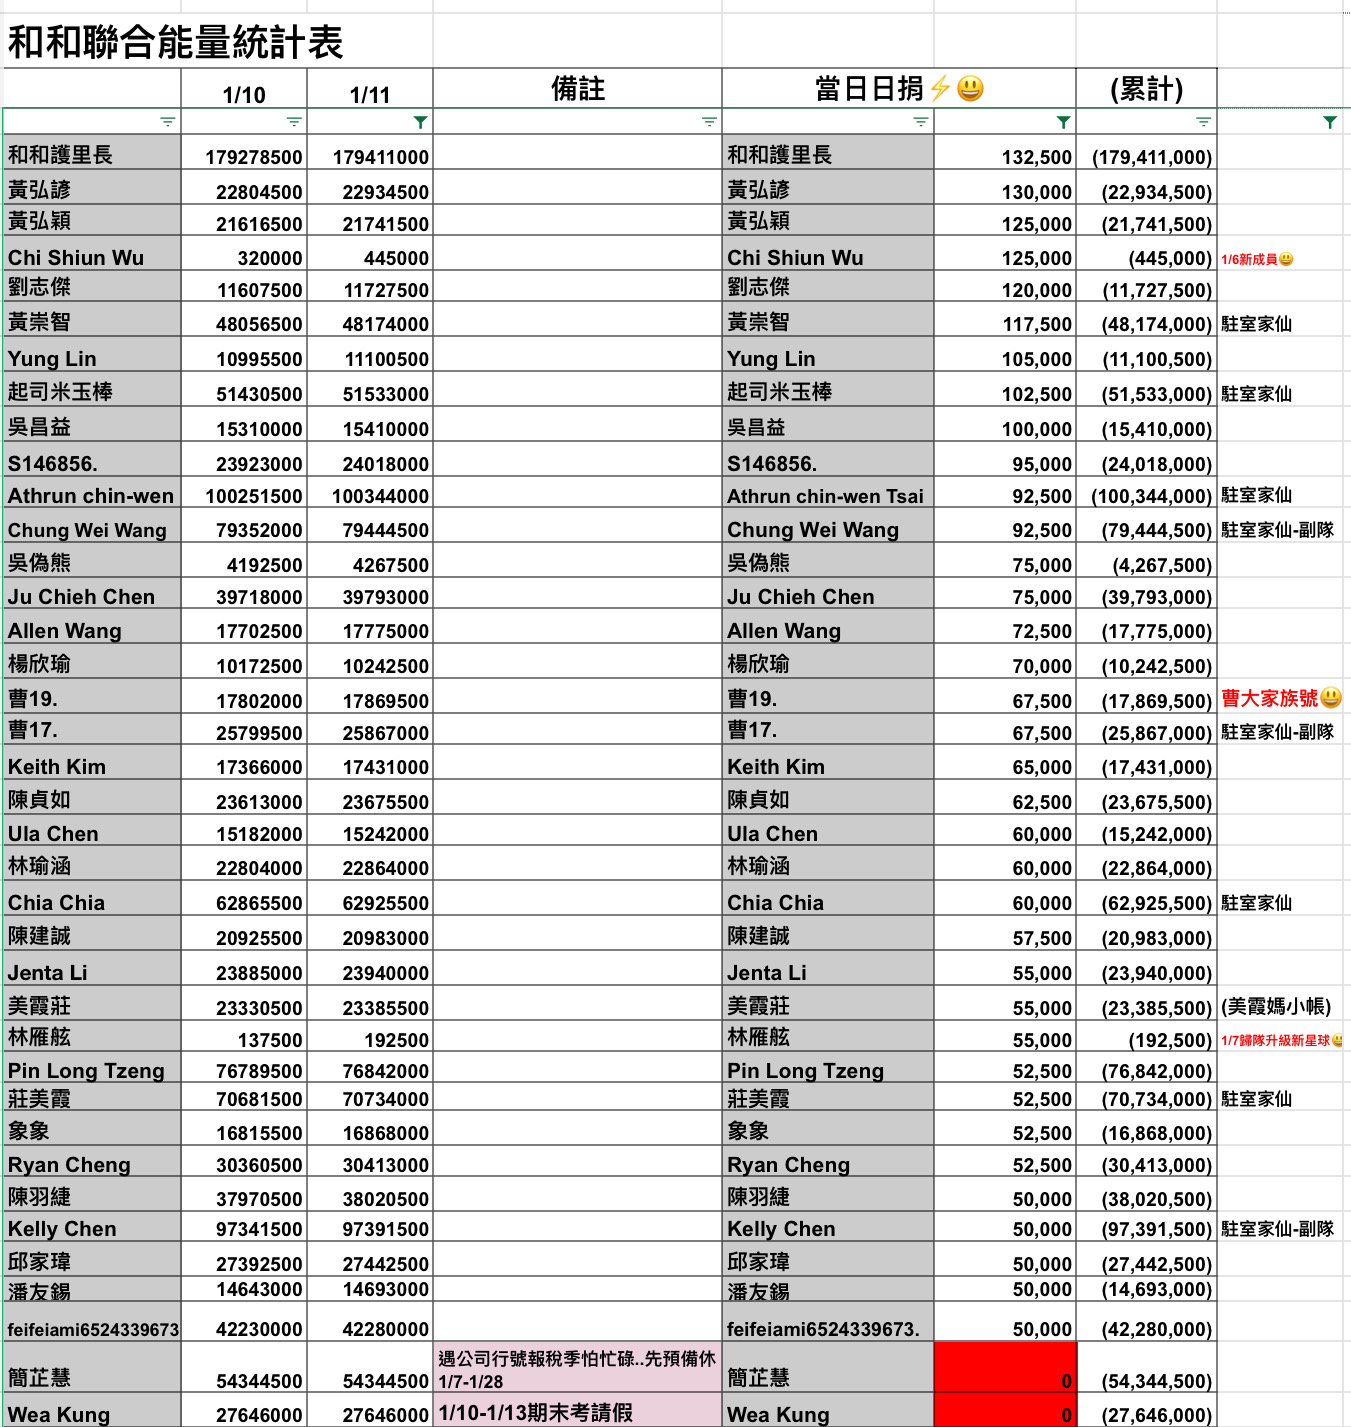 和和聯合能量統計表
1/10 1/11 備註 當日日捐⚡😃 (累計)
和和護里長 179278500 179411000 和和護里長 132,500 (179,411,000)
黃弘諺 22804500 22934500 黃弘諺 130,000 (22,934,500)
黃弘穎 21616500 21741500 黃弘穎 125,000 (21,741,500)
Chi Shiun Wu 320000 445000 Chi Shiun Wu 125,000 (445,000) 1/6新成員😃
劉志傑 11607500 11727500 劉志傑 120,000 (11,727,500)
黃崇智 48056500 48174000 黃崇智 117,500 (48,174,000) 駐室家仙
Yung Lin 10995500 11100500 Yung Lin 105,000 (11,100,500)
起司米玉棒 51430500 51533000 起司米玉棒 102,500 (51,533,000) 駐室家仙
吳昌益 15310000 15410000 吳昌益 100,000 (15,410,000)
S146856. 23923000 24018000 S146856. 95,000 (24,018,000)
Athrun chin-wen 100251500 100344000 Athrun chin-wen Tsai 92,500 (100,344,000) 駐室家仙
Chung Wei Wang 79352000 79444500 Chung Wei Wang 92,500 (79,444,500) 駐室家仙-副隊
吳偽熊 4192500 4267500 吳偽熊 75,000 (4,267,500)
Ju Chieh Chen 39718000 39793000 Ju Chieh Chen 75,000 (39,793,000)
Allen Wang 17702500 17775000 Allen Wang 72,500 (17,775,000)
楊欣瑜 10172500 10242500 楊欣瑜 70,000 (10,242,500)
曹19. 17802000 17869500 曹19. 67,500 (17,869,500) 曹大家族號😃
曹17. 25799500 25867000 曹17. 67,500 (25,867,000) 駐室家仙-副隊
Keith Kim 17366000 17431000 Keith Kim 65,000 (17,431,000)
陳貞如 23613000 23675500 陳貞如 62,500 (23,675,500)
Ula Chen 15182000 15242000 Ula Chen 60,000 (15,242,000)
林瑜涵 22804000 22864000 林瑜涵 60,000 (22,864,000)
Chia Chia 62865500 62925500 Chia Chia 60,000 (62,925,500) 駐室家仙
陳建誠 20925500 20983000 陳建誠 57,500 (20,983,000)
Jenta Li 23885000 23940000 Jenta Li 55,000 (23,940,000)
美霞莊 23330500 23385500 美霞莊 55,000 (23,385,500) (美霞媽小帳)
林雁舷 137500 192500 林雁舷 55,000 (192,500) 1/7歸隊升級新星球😃
Pin Long Tzeng 76789500 76842000 Pin Long Tzeng 52,500 (76,842,000)
莊美霞 70681500 70734000 莊美霞 52,500 (70,734,000) 駐室家仙
象象 16815500 16868000 象象 52,500 (16,868,000)
Ryan Cheng 30360500 30413000 Ryan Cheng 52,500 (30,413,000)
陳羽緁 37970500 38020500 陳羽緁 50,000 (38,020,500)
Kelly Chen 97341500 97391500 Kelly Chen 50,000 (97,391,500) 駐室家仙-副隊
邱家瑋 27392500 27442500 邱家瑋 50,000 (27,442,500)
潘友錫 14643000 14693000 潘友錫 50,000 (14,693,000)
feifeiami6524339673 42230000 42280000 feifeiami6524339673. 50,000 (42,280,000)
遇公司行號報稅季怕忙碌..先預備休
簡芷慧 54344500 54344500 1/7-1/28 簡芷慧 0 (54,344,500)
Wea Kung 27646000 27646000 1/10-1/13期末考請假 Wea Kung 0 (27,646,000)